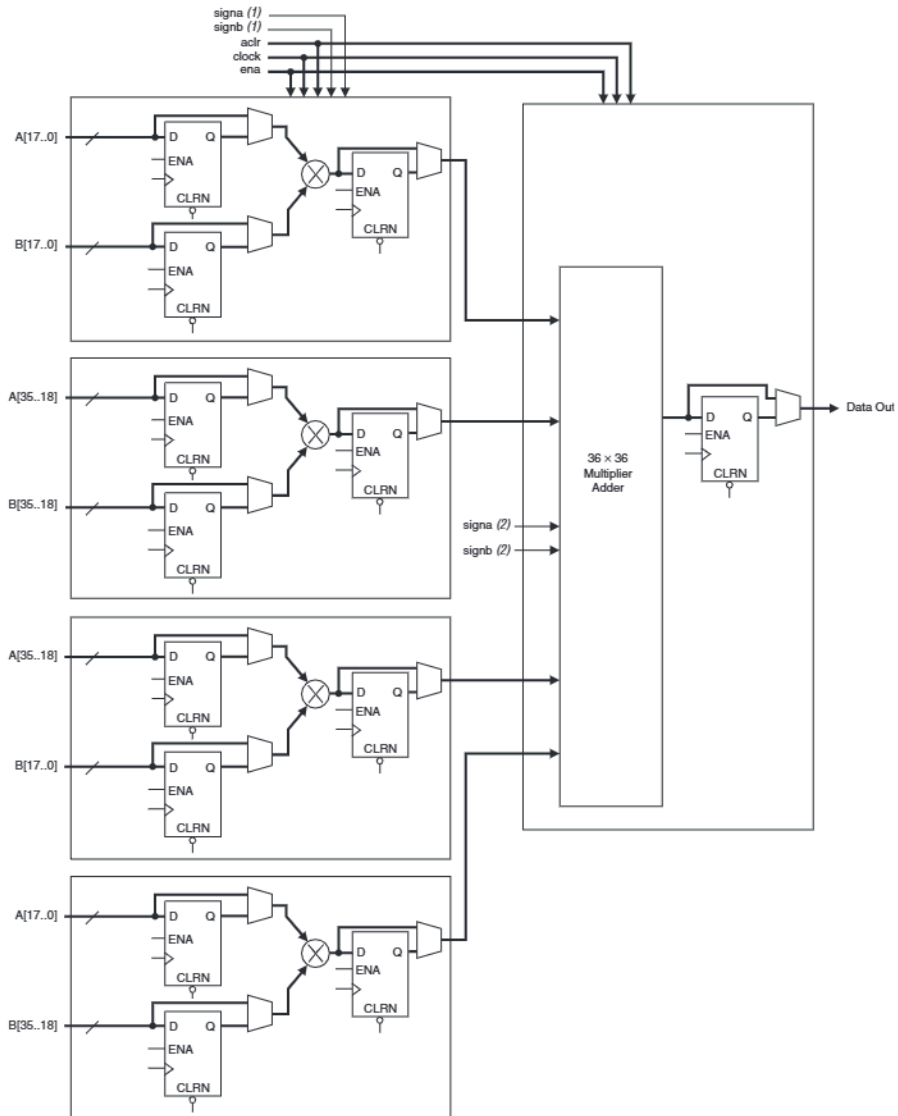 signa (1)
signb (1)
aclr
clock
ena
A[17..0]
D Q
ENA
CLRN
B[17..0]
D Q
ENA
CLRN
D Q
ENA
CLRN
A[35..18]
D Q
ENA
CLRN
B[35..18]
D Q
ENA
CLRN
D Q
ENA
CLRN
A[35..18]
D Q
ENA
CLRN
B[17..0]
D Q
ENA
CLRN
D Q
ENA
CLRN
A[17..0]
D Q
ENA
CLRN
B[35..18]
D Q
ENA
CLRN
D Q
ENA
CLRN
36 × 36
Multiplier
Adder
signa (2)
signb (2)
D Q
ENA
CLRN
Data Out